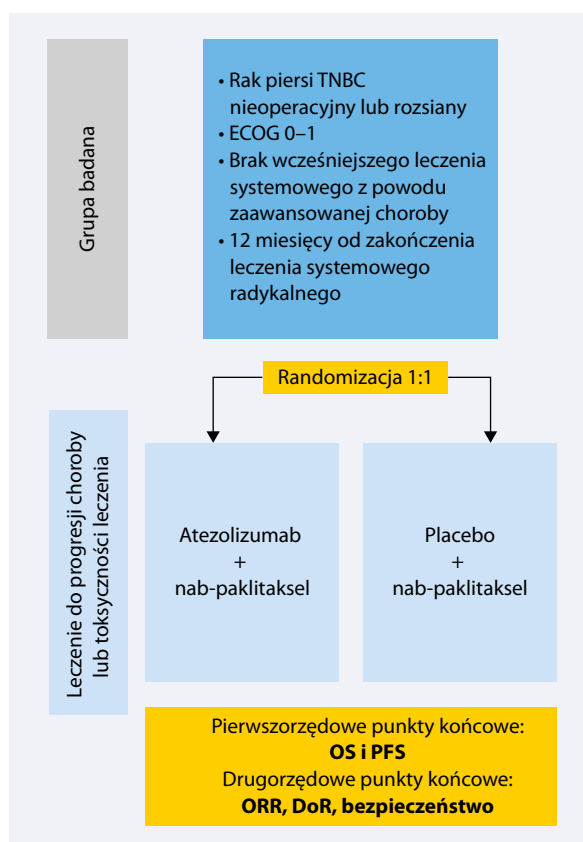 Grupa badana
• Rak piersi TNBC
nieoperacyjny lub rozsiany
• ECOG 0–1
• Brak wcześniejszego leczenia
systemowego z powodu
zaawansowanej choroby
• 12 miesięcy od zakończenia
leczenia systemowego
radykalnego
Randomizacja 1:1
Leczenie do progresji choroby
lub toksyczności leczenia
Atezolizumab
+
nab-paklitaksel
Placebo
+
nab-paklitaksel
Pierwszorzędowe punkty końcowe:
OS i PFS
Drugorzędowe punkty końcowe:
ORR, DoR, bezpieczeństwo